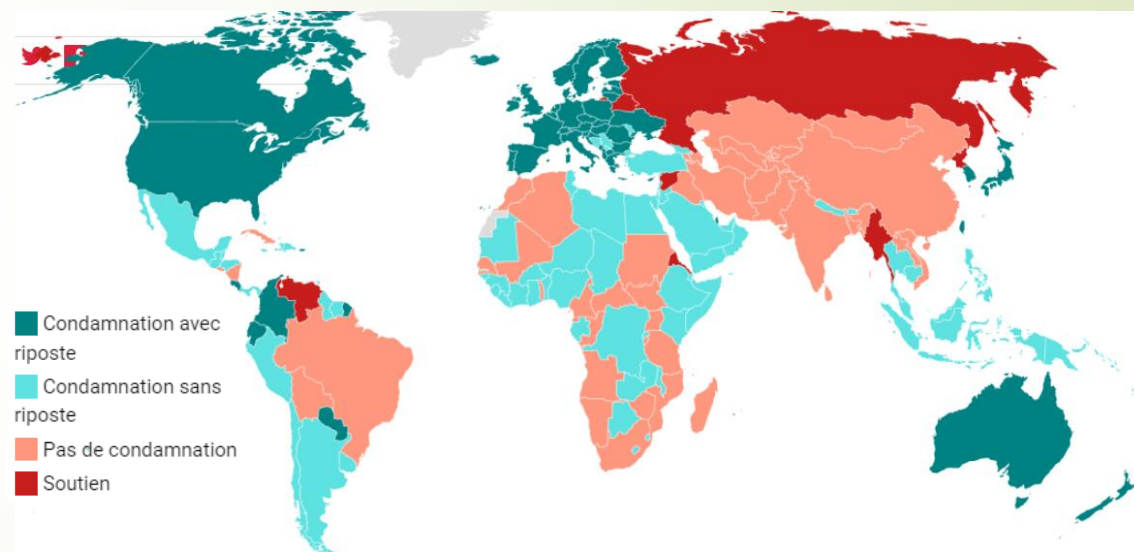 Condamnation avec
riposte
Condamnation sans
riposte
Pas de condamnation
Soutien